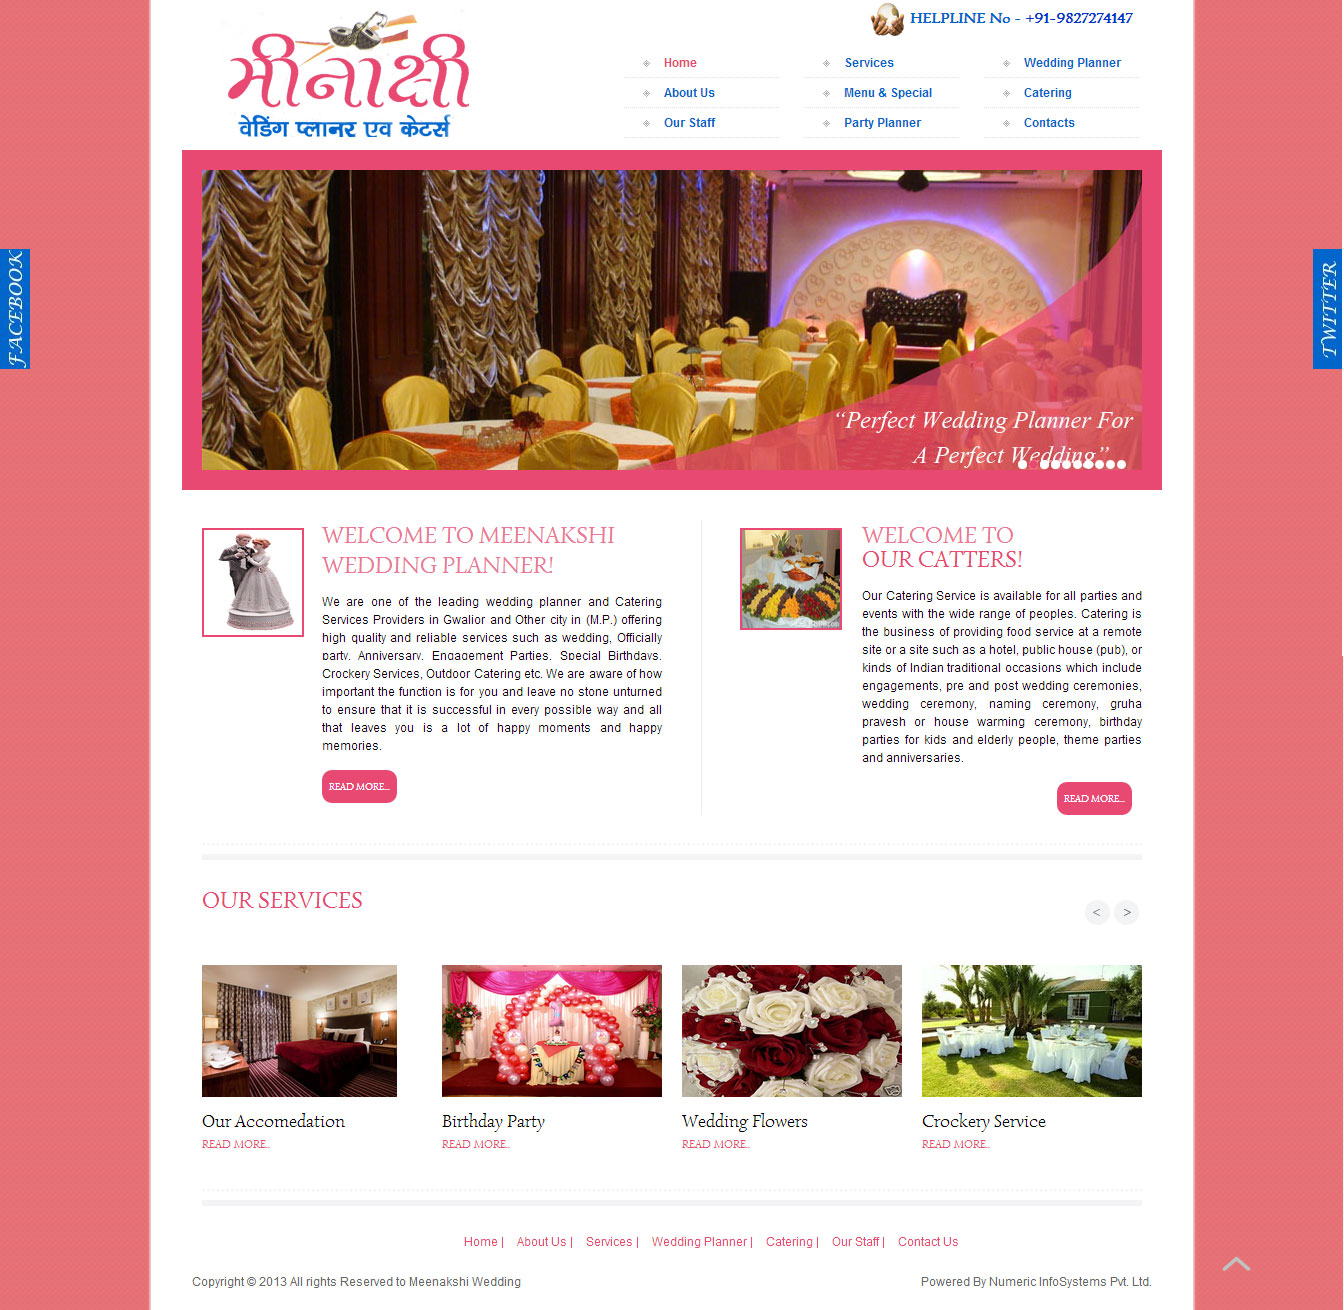 HELPLINE No - +91-9827274147
मीनाक्षी
वेडिंग प्लानर एव केटर्स
Home
Services
Wedding Planner
About Us
Menu & Special
Catering
Our Staff
Party Planner
Contacts
FACEBOOK
TWITTER
“Perfect Wedding Planner For
A Perfect Wedding”
WELCOME TO MEENAKSHI
WEDDING PLANNER!
We are one of the leading wedding planner and Catering
Services Providers in Gwalior and Other city in (M.P.) offering
high quality and reliable services such as wedding, Officially
party, Anniversary, Engagement Parties, Special Birthdays,
Crockery Services, Outdoor Catering etc. We are aware of how
important the function is for you and leave no stone unturned
to ensure that it is successful in every possible way and all
that leaves you is a lot of happy moments and happy
memories.
READ MORE...
WELCOME TO
OUR CATTERS!
Our Catering Service is available for all parties and
events with the wide range of peoples. Catering is
the business of providing food service at a remote
site or a site such as a hotel, public house (pub), or
kinds of Indian traditional occasions which include
engagements, pre and post wedding ceremonies,
wedding ceremony, naming ceremony, gruha
pravesh or house warming ceremony, birthday
parties for kids and elderly people, theme parties
and anniversaries.
READ MORE...
OUR SERVICES
< >
Our Accomedation
READ MORE..
Birthday Party
READ MORE..
Wedding Flowers
READ MORE..
Crockery Service
READ MORE..
Home | About Us | Services | Wedding Planner | Catering | Our Staff | Contact Us
Copyright © 2013 All rights Reserved to Meenakshi Wedding
Powered By Numeric InfoSystems Pvt. Ltd.